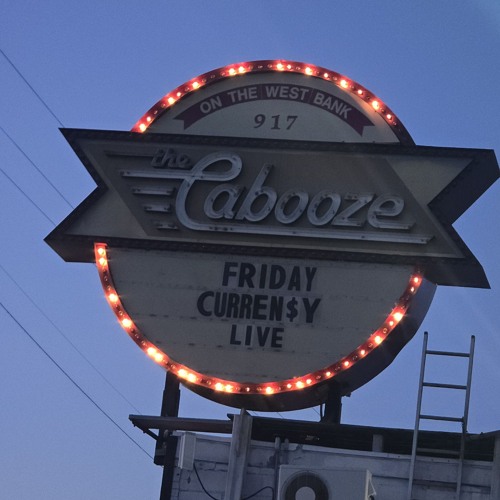 ON THE WEST BANK
917
the
Cabooze
FRIDAY
CURREN$Y
LIVE